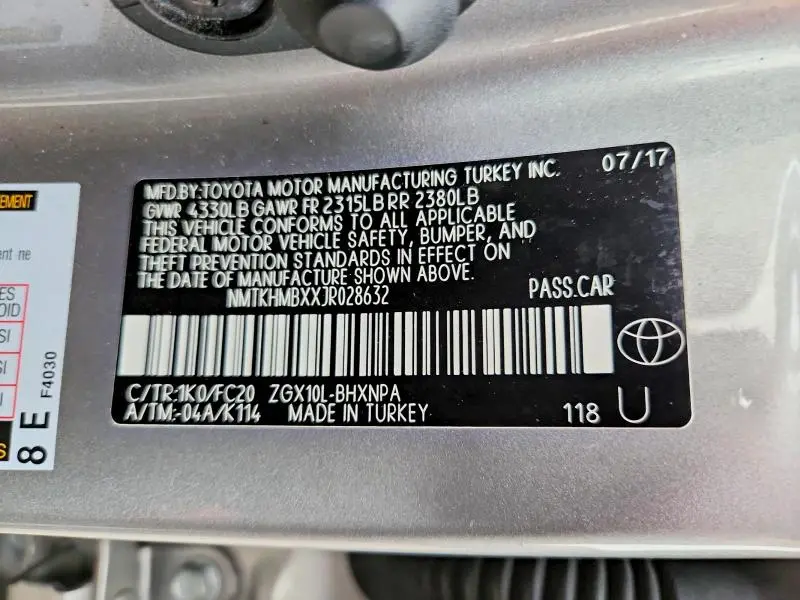 MFD.BY:TOYOTA MOTOR MANUFACTURING TURKEY INC. 07/17
GVWR 4330LB GAWR FR 2315LB RR 2380LB
THIS VEHICLE CONFORMS TO ALL APPLICABLE
FEDERAL MOTOR VEHICLE SAFETY, BUMPER, AND
THEFT PREVENTION STANDARDS IN EFFECT ON
THE DATE OF MANUFACTURE SHOWN ABOVE.
NMTKHMBXXJR028632 PASS.CAR
C/TR:1K0/FC20 ZGX10L-BHXNPA
A/TM:-04A/K114 MADE IN TURKEY 118 U
8 E F4030